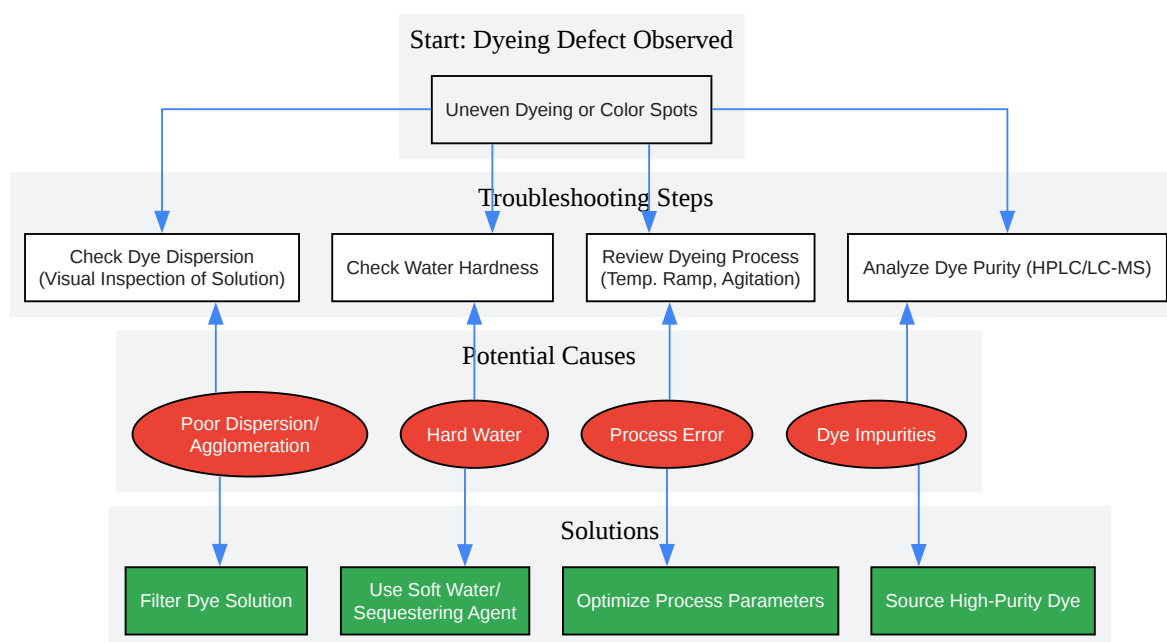 Start: Dyeing Defect Observed
Uneven Dyeing or Color Spots
Troubleshooting Steps
Check Dye Dispersion
(Visual Inspection of Solution)
Check Water Hardness
Review Dyeing Process
(Temp. Ramp, Agitation)
Analyze Dye Purity (HPLC/LC-MS)
Potential Causes
Poor Dispersion/
Agglomeration
Hard Water
Process Error
Dye Impurities
Solutions
Filter Dye Solution
Use Soft Water/
Sequestering Agent
Optimize Process Parameters
Source High-Purity Dye